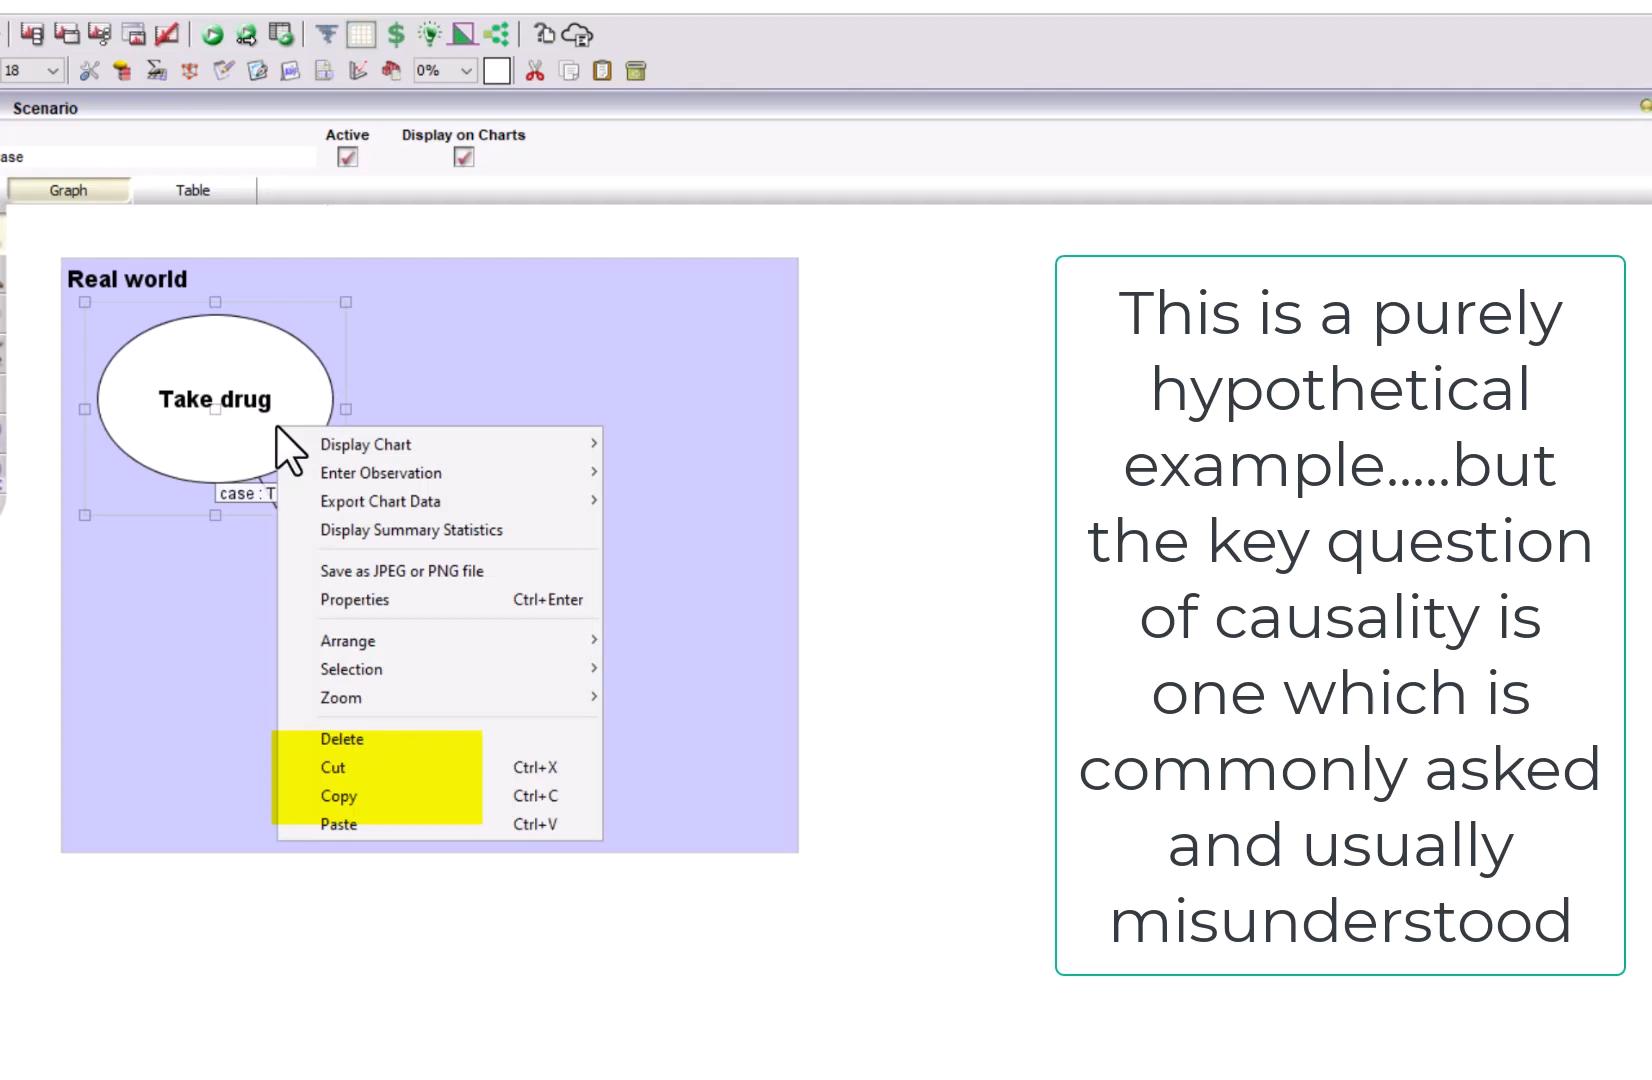 18
0%
Scenario
Active
Display on Charts
ase
Graph
Table
Real world
Take drug
case : T
Display Chart
Enter Observation
Export Chart Data
Display Summary Statistics
Save as JPEG or PNG file
Properties Ctrl+Enter
Arrange
Selection
Zoom
Delete
Cut Ctrl+X
Copy Ctrl+C
Paste Ctrl+V
This is a purely
hypothetical
example.....but
the key question
of causality is
one which is
commonly asked
and usually
misunderstood